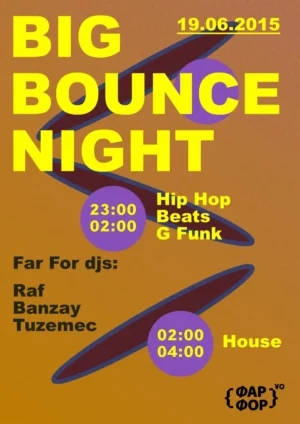 BIG
19.06.2015
BOUNCE
NIGHT
23:00
02:00
Hip Hop
Beats
G Funk
Far For djs:
Raf
Banzay
Tuzemec
02:00
04:00
House
{ФАР
ФОР}
VO